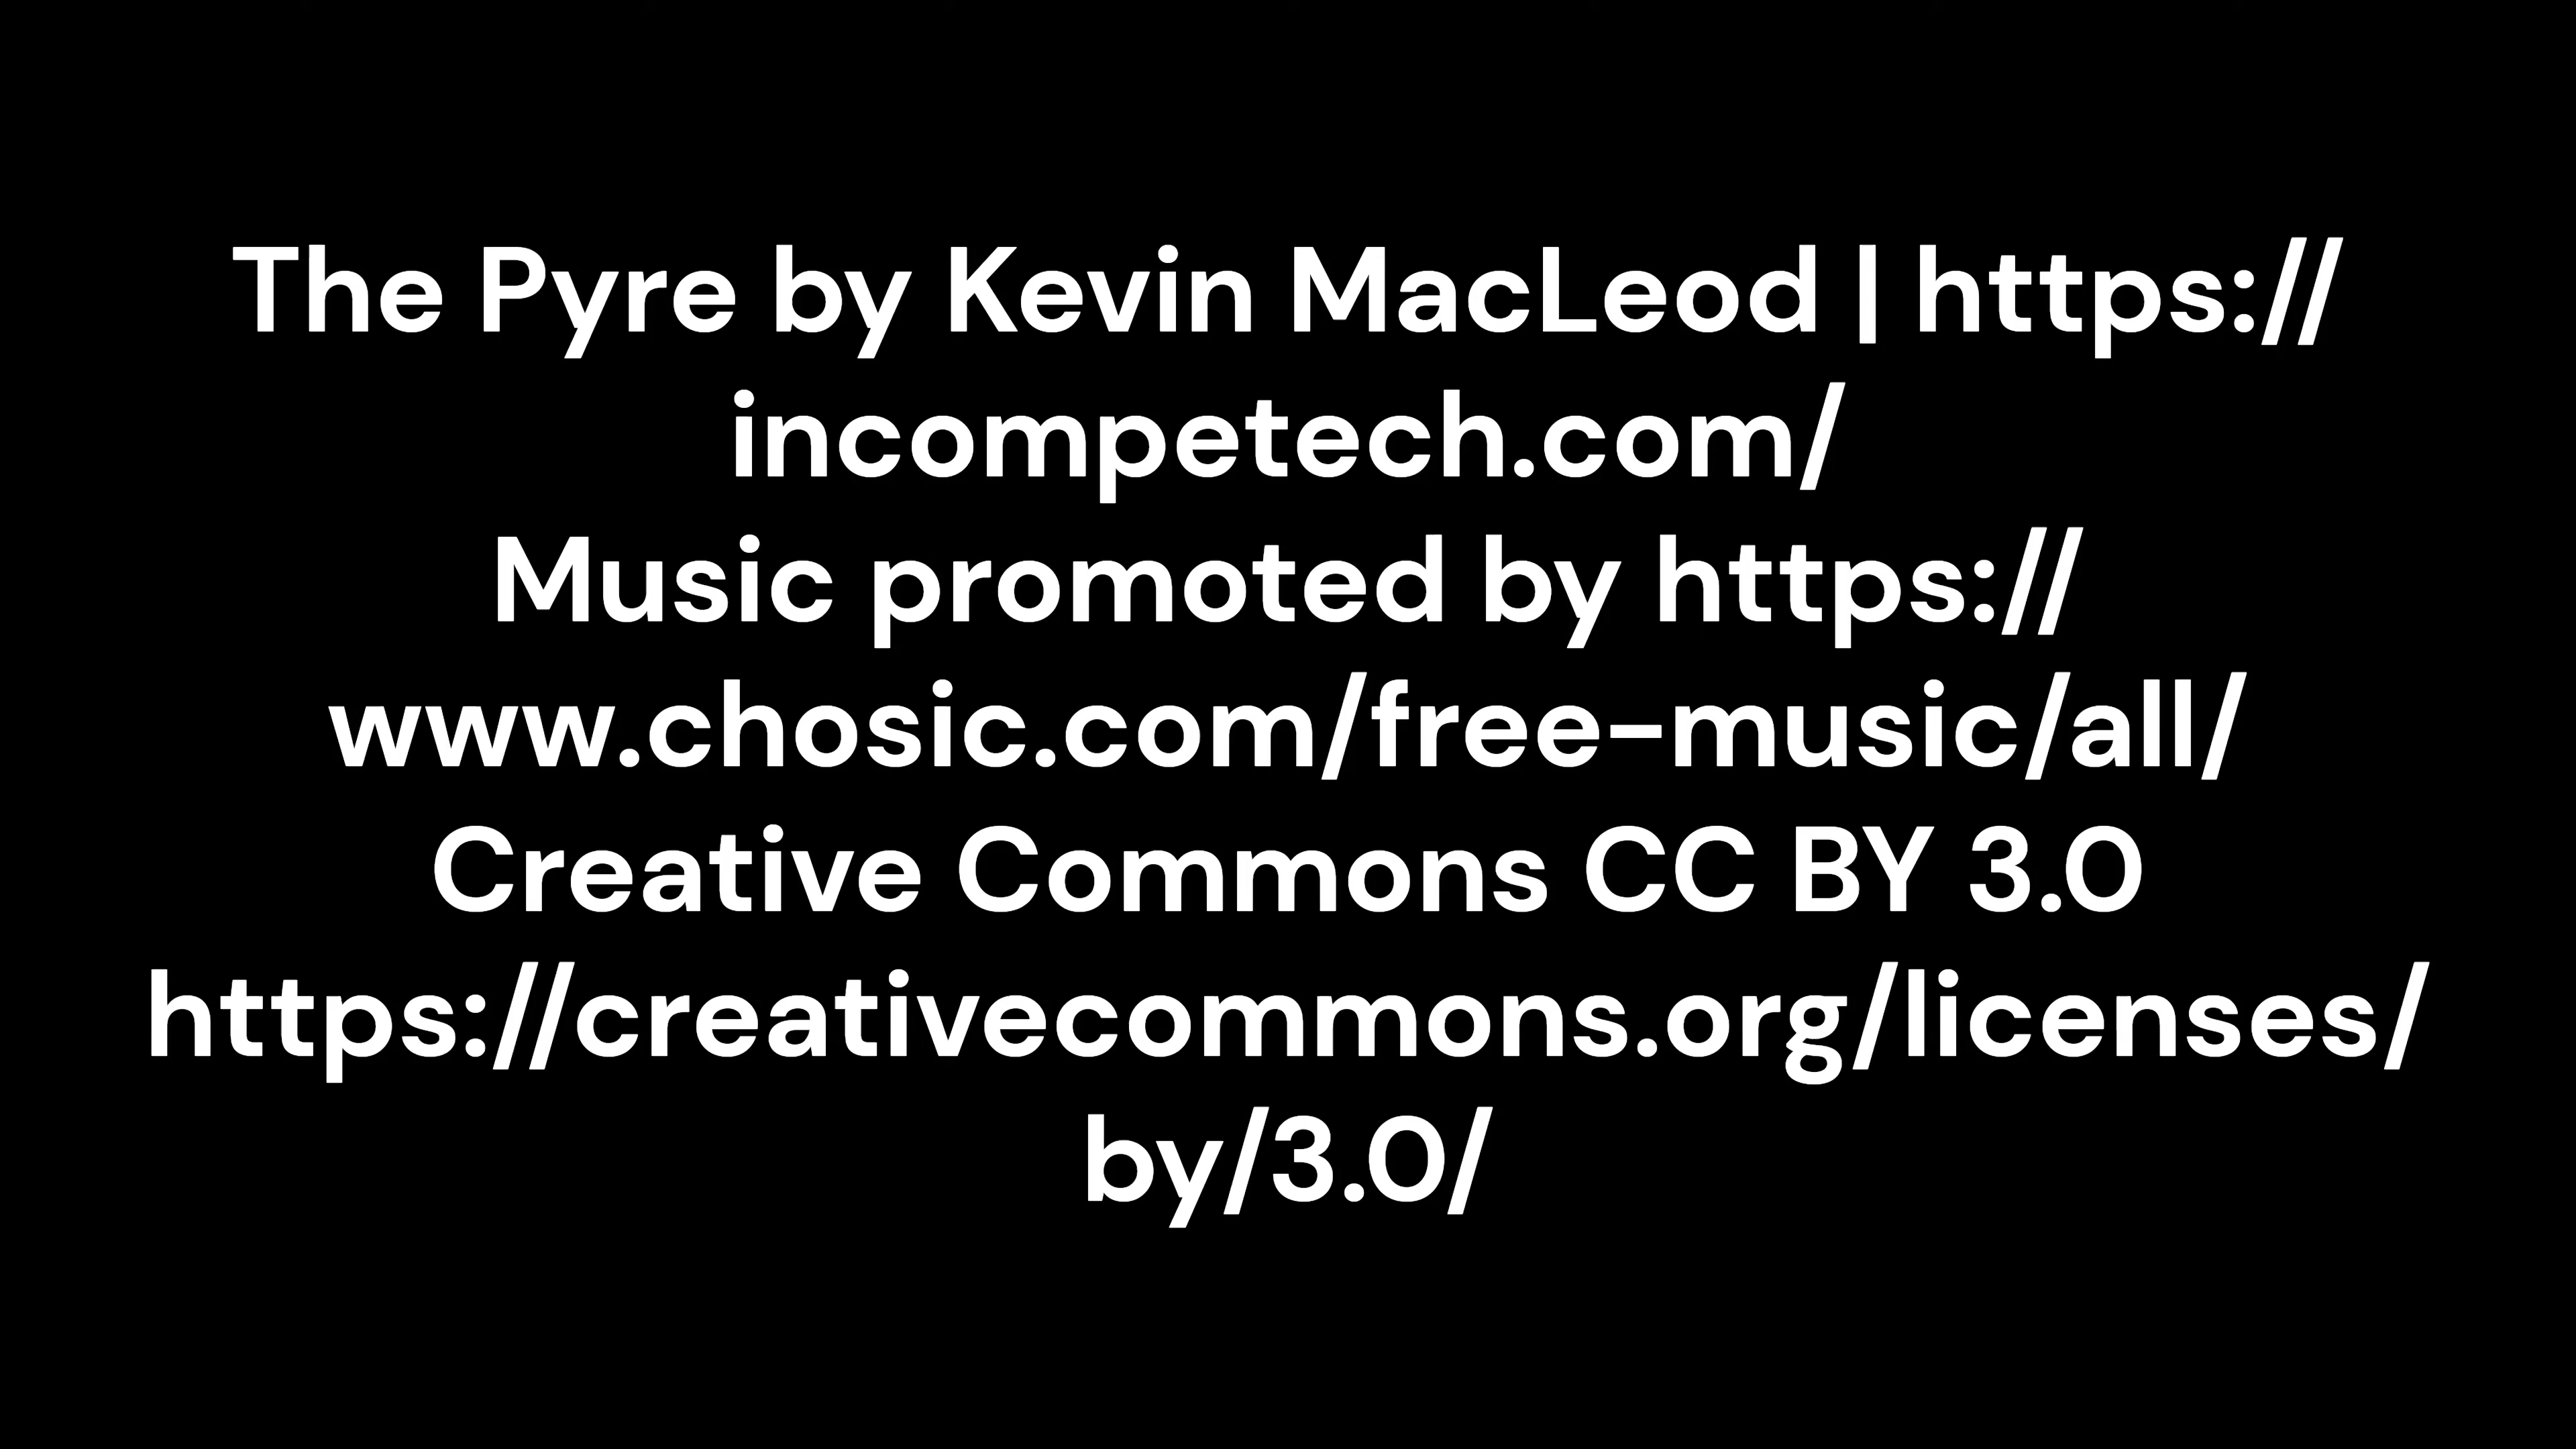 The Pyre by Kevin MacLeod | https://
incompetech.com/
Music promoted by https://
www.chosic.com/free-music/all/
Creative Commons CC BY 3.0
https://creativecommons.org/licenses/
by/3.0/